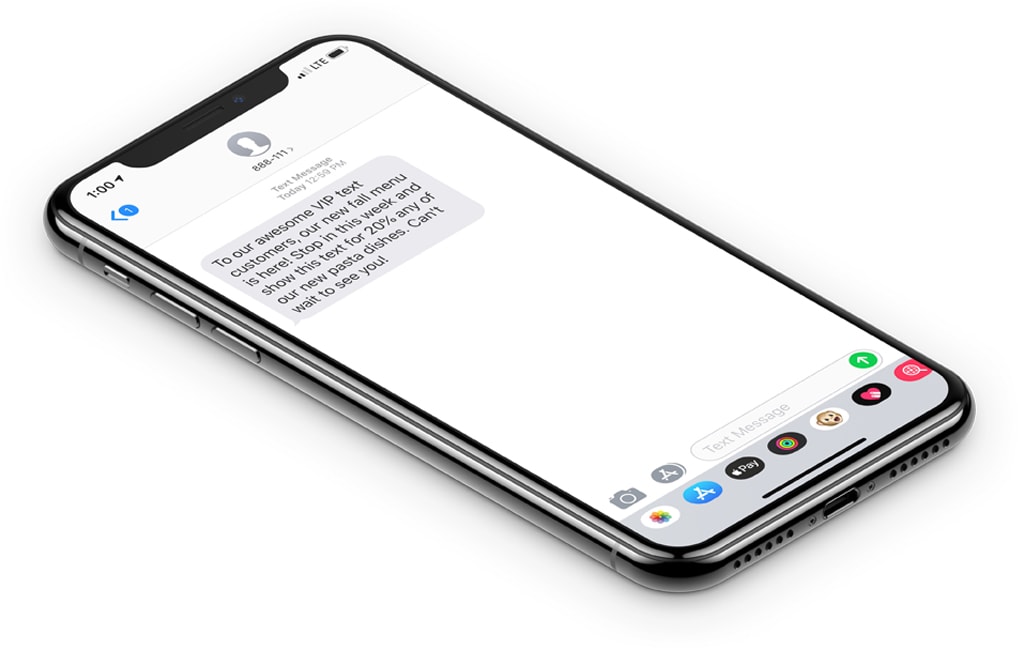 1:00
LTE
1
888-111 >
Text Message
Today 12:59 PM
To our awesome VIP text
customers, our new fall menu
is here! Stop in this week and
show this text for 20% any of
our new pasta dishes. Can't
wait to see you!
Text Message
Pay